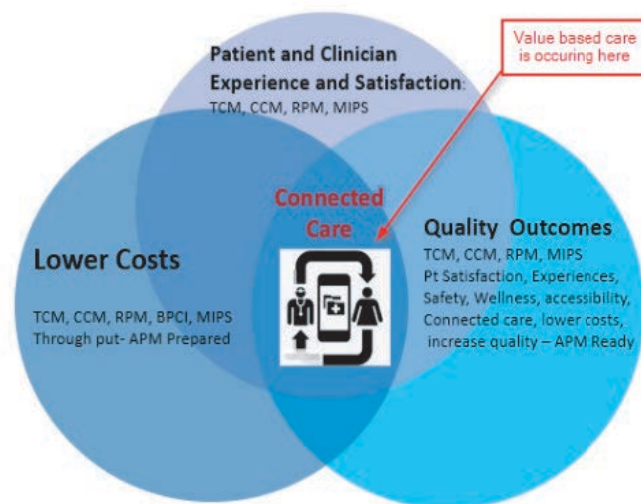 Value based care
is occuring here
Patient and Clinician
Experience and Satisfaction:
TCM, CCM, RPM, MIPS
Connected
Care
Lower Costs
TCM, CCM, RPM, BPCI, MIPS
Through put- APM Prepared
Quality Outcomes
TCM, CCM, RPM, MIPS
Pt Satisfaction, Experiences,
Safety, Wellness, accessibility,
Connected care, lower costs,
increase quality – APM Ready